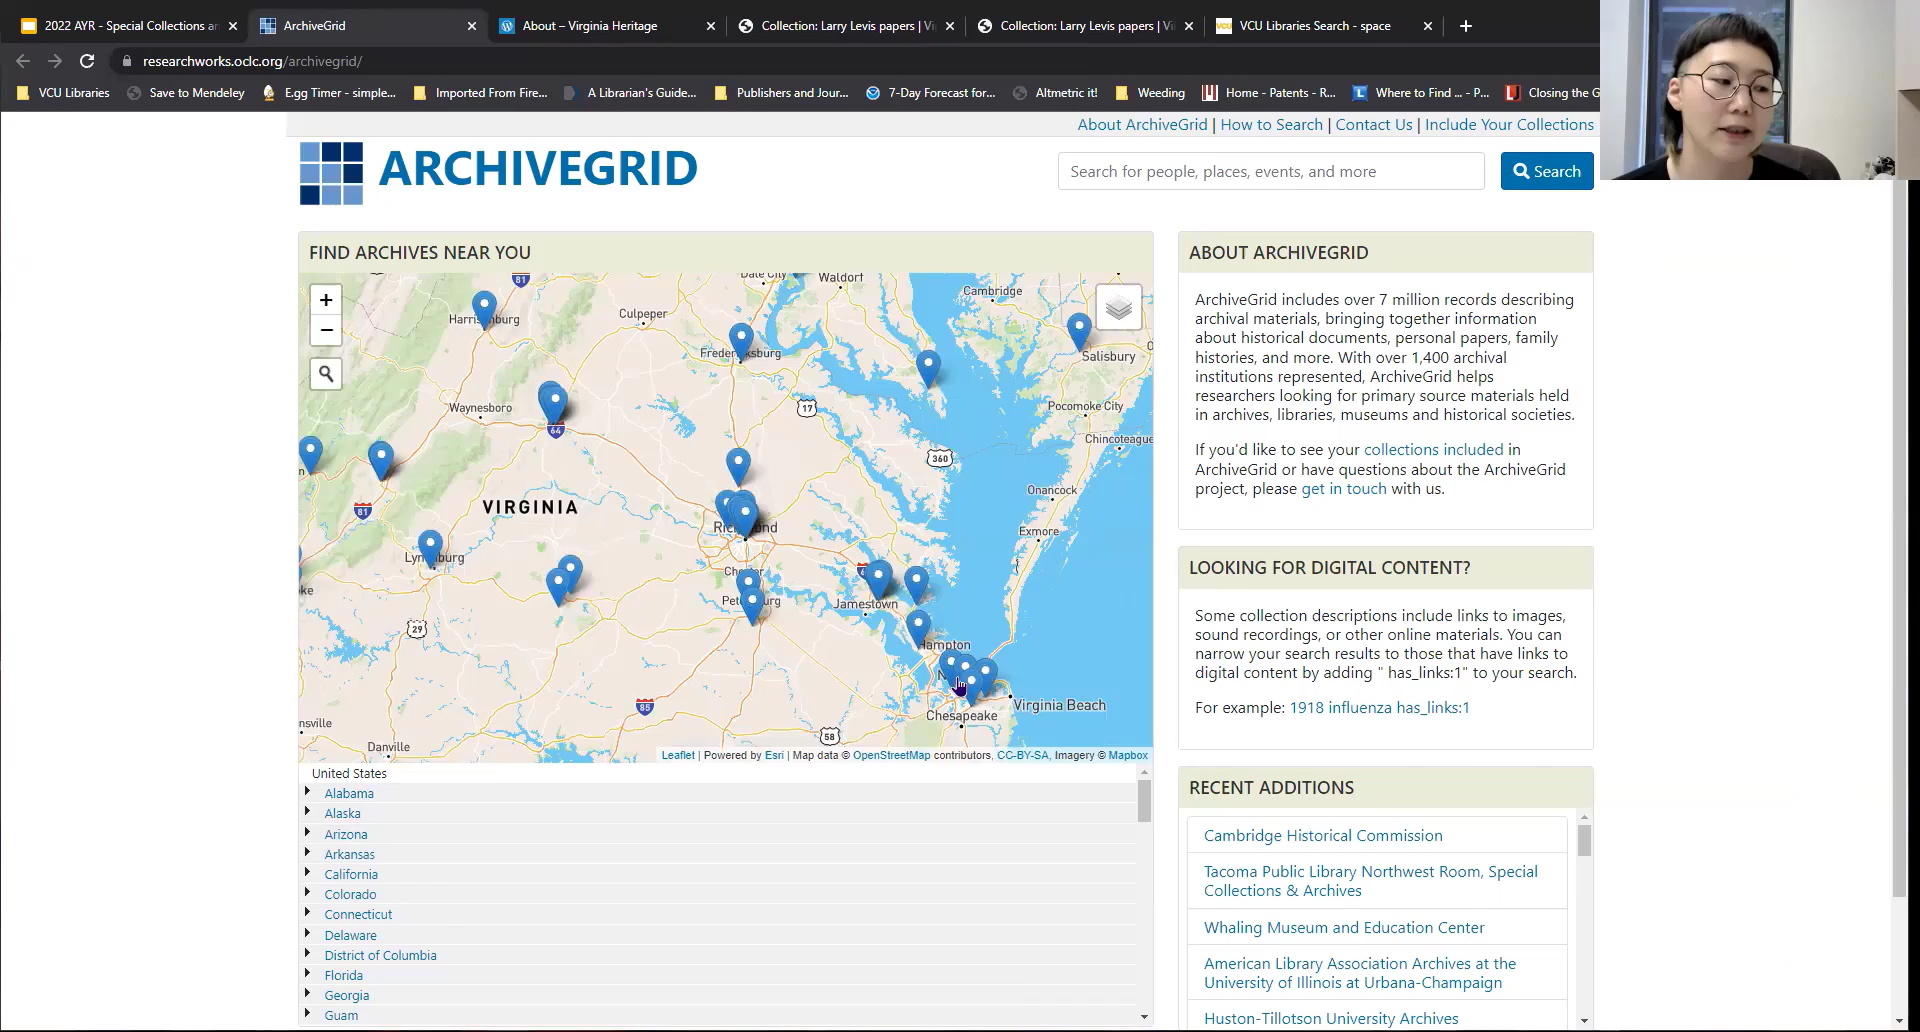 2022 AYR - Special Collections ar
ArchiveGrid
About – Virginia Heritage
Collection: Larry Levis papers | Vi
Collection: Larry Levis papers | Vi
VCU Libraries Search - space
researchworks.oclc.org/archivegrid/
VCU Libraries
Save to Mendeley
E.gg Timer - simple...
Imported From Fire...
A Librarian's Guide...
Publishers and Jour...
7-Day Forecast for...
Altmetric it!
Weeding
Home - Patents - R...
Where to Find ... - P...
Closing the G
About ArchiveGrid | How to Search | Contact Us | Include Your Collections
ARCHIVEGRID
Search for people, places, events, and more
Search
FIND ARCHIVES NEAR YOU
81
Dale City
Waldorf
Cambridge
Culpeper
Salisbury
Waynesboro
17
Pocomoke City
64
Chincoteague
360
Onancock
VIRGINIA
81
Exmore
Jamestown
29
Hampton
85
Virginia Beach
Chesapeake
nsville
58
Danville
Leaflet | Powered by Esri | Map data © OpenStreetMap contributors, CC-BY-SA, Imagery © Mapbox
United States
Alabama
Alaska
Arizona
Arkansas
California
Colorado
Connecticut
Delaware
District of Columbia
Florida
Georgia
Guam
ABOUT ARCHIVEGRID
ArchiveGrid includes over 7 million records describing
archival materials, bringing together information
about historical documents, personal papers, family
histories, and more. With over 1,400 archival
institutions represented, ArchiveGrid helps
researchers looking for primary source materials held
in archives, libraries, museums and historical societies.
If you'd like to see your collections included in
ArchiveGrid or have questions about the ArchiveGrid
project, please get in touch with us.
LOOKING FOR DIGITAL CONTENT?
Some collection descriptions include links to images,
sound recordings, or other online materials. You can
narrow your search results to those that have links to
digital content by adding " has_links:1" to your search.
For example: 1918 influenza has_links:1
RECENT ADDITIONS
Cambridge Historical Commission
Tacoma Public Library Northwest Room, Special
Collections & Archives
Whaling Museum and Education Center
American Library Association Archives at the
University of Illinois at Urbana-Champaign
Huston-Tillotson University Archives